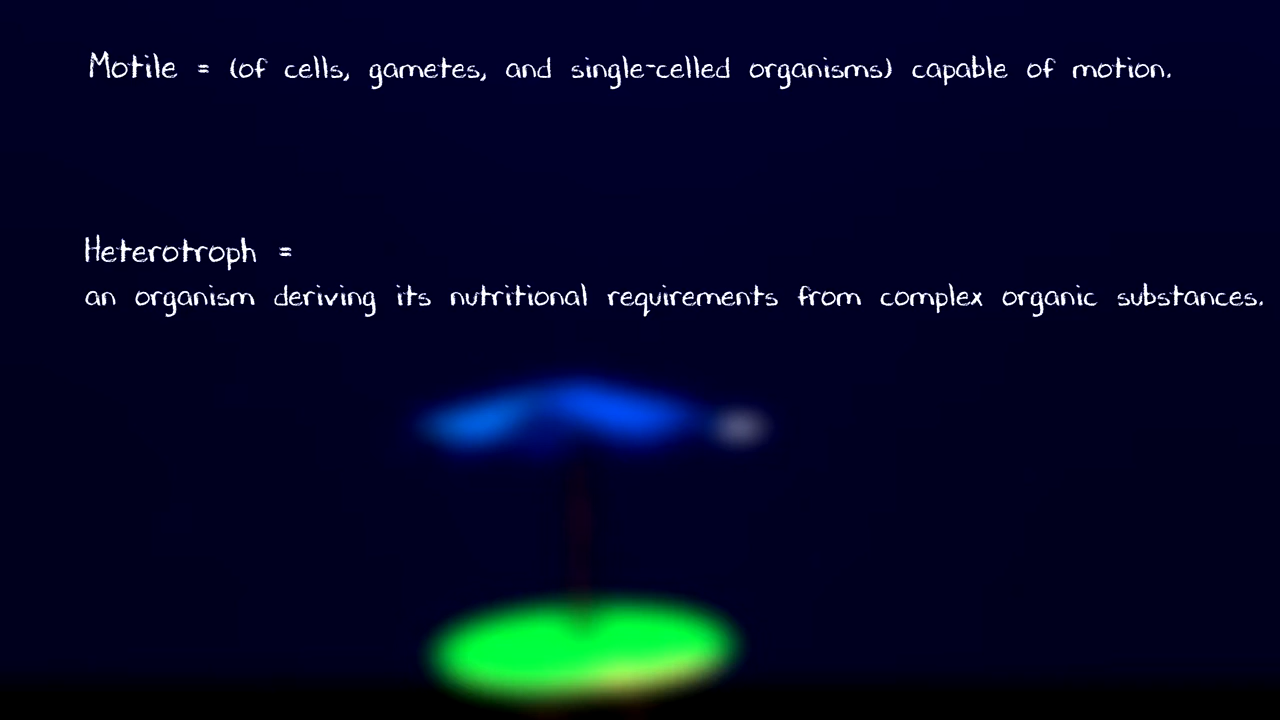 Motile = (of cells, gametes, and single-celled organisms) capable of motion.
Heterotroph =
an organism deriving its nutritional requirements from complex organic substances.